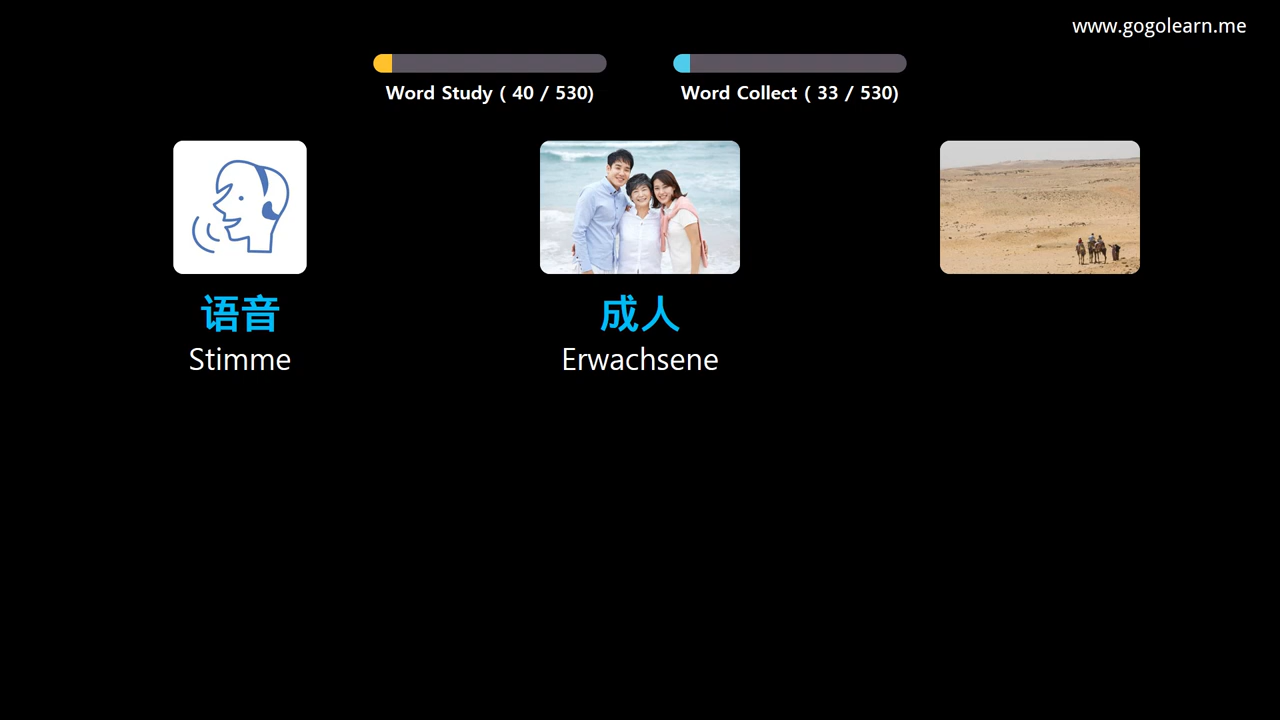 www.gogolearn.me
Word Study ( 40 / 530)
Word Collect ( 33 / 530)
语音
Stimme
成人
Erwachsene